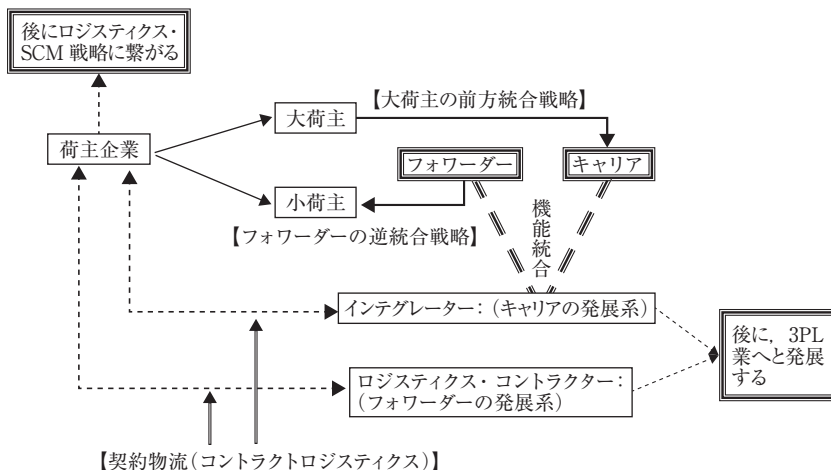 後にロジスティクス・
SCM 戦略に繋がる
【大荷主の前方統合戦略】
大荷主
荷主企業
フォワーダー
キャリア
小荷主
【フォワーダーの逆統合戦略】
機能統合
インテグレーター：（キャリアの発展系）
後に，3PL
業へと発展
する
ロジスティクス・コントラクター：
（フォワーダーの発展系）
【契約物流（コントラクトロジスティクス）】